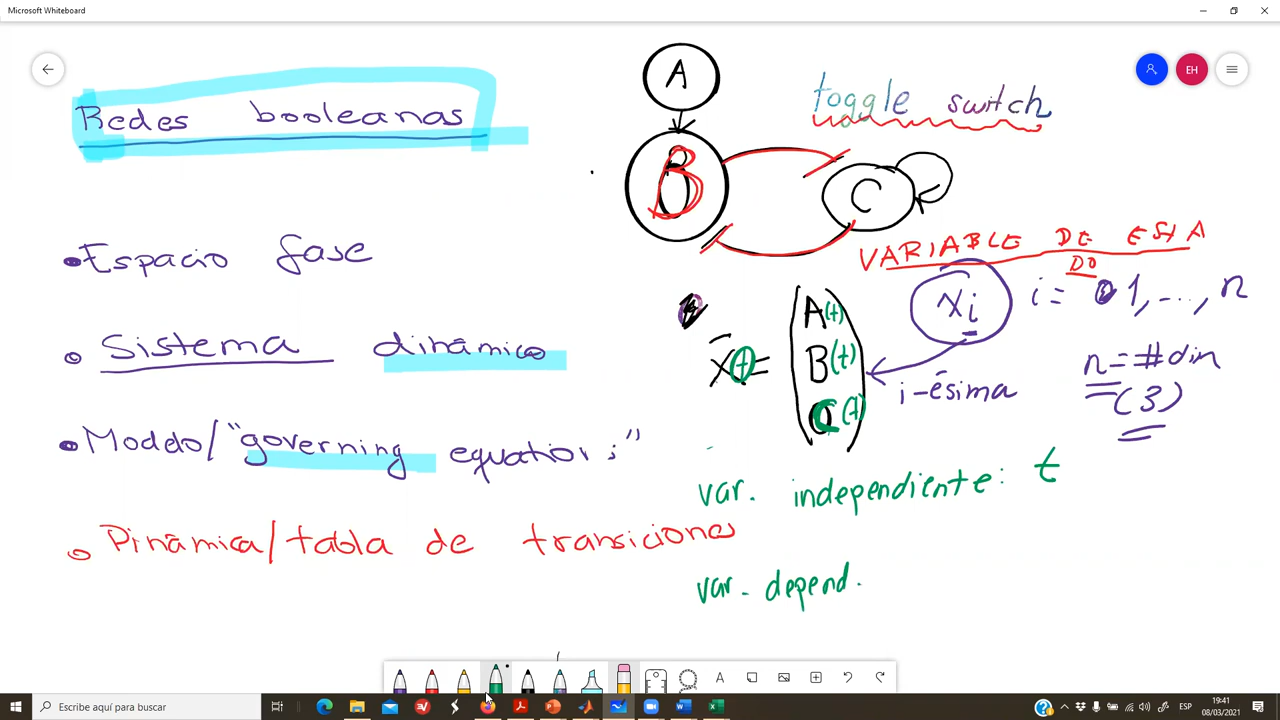 Microsoft Whiteboard
Redes booleanas
• Espacio fase
• Sistema dinámico
• Modelo/"governing equations"
• Dinámica/tabla de transiciones
A
B
C
toggle switch
VARIABLE DE ESTA
DO
xi i= 1,..., n
x(t)=
A(t)
B(t)
C(t)
i-ésima
n=#din
(3)
var. independiente: t
var. depend.
EH
A
Escribe aquí para buscar
ESP
19:41
08/03/2021